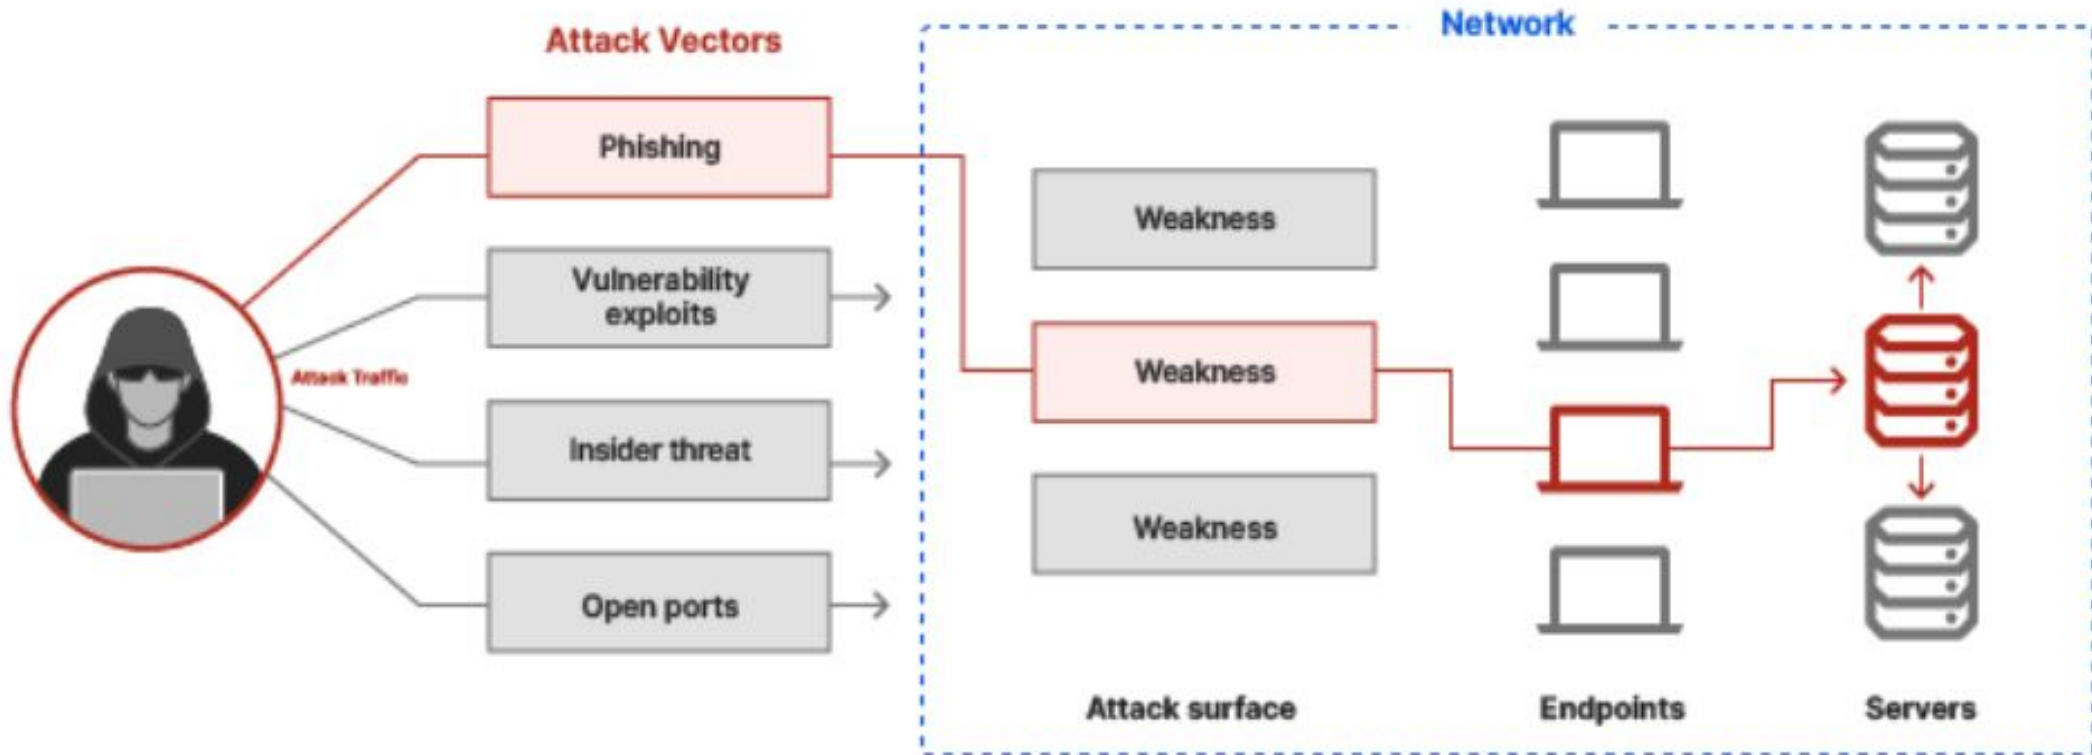 Attack Vectors
Network
Phishing
Vulnerability
exploits
Attack Traffic
Insider threat
Open ports
Weakness
Weakness
Weakness
Attack surface
Endpoints
Servers